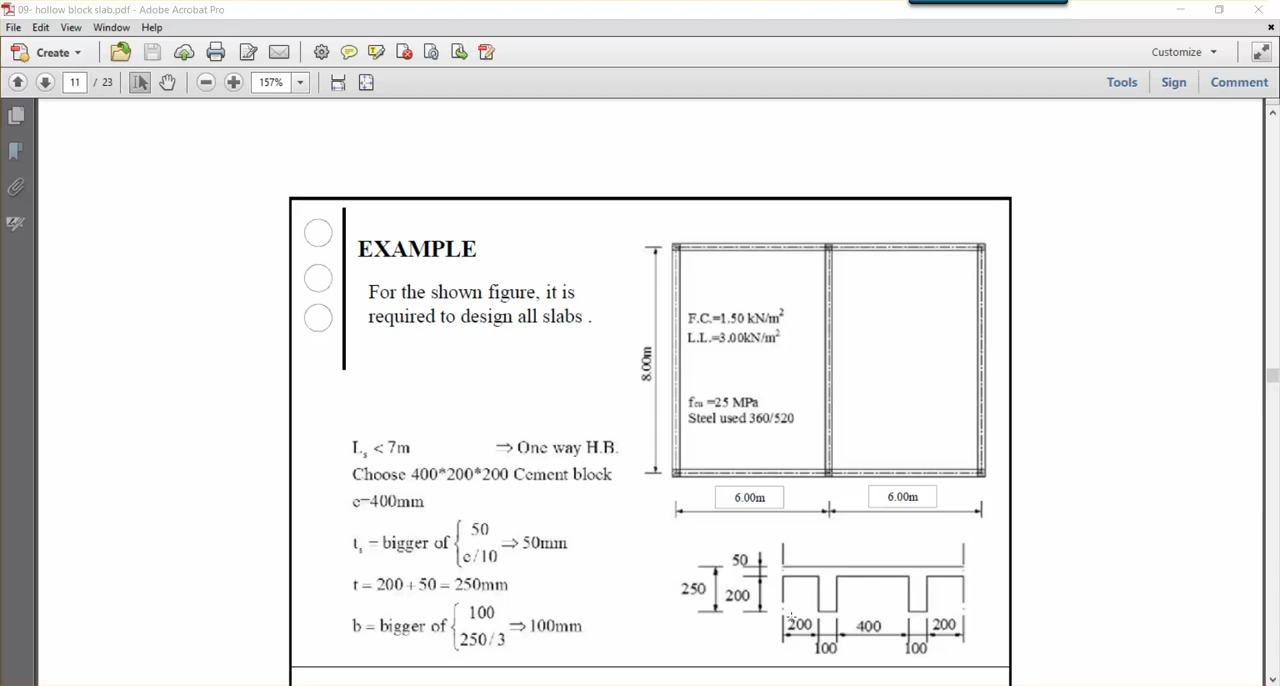 09- hollow block slab.pdf - Adobe Acrobat Pro
File Edit View Window Help
Create
Customize
11 / 23
157%
Tools Sign Comment
EXAMPLE
For the shown figure, it is
required to design all slabs .
F.C.=1.50 kN/m²
L.L.=3.00kN/m²
8.00m
fcu =25 MPa
Steel used 360/520
6.00m 6.00m
Ls < 7m ⇒ One way H.B.
Choose 400*200*200 Cement block
e=400mm
ts = bigger of { 50
e/10 ⇒ 50mm
t = 200 + 50 = 250mm
b = bigger of { 100
250/3 ⇒ 100mm
50
250 200
200 400 200
100 100